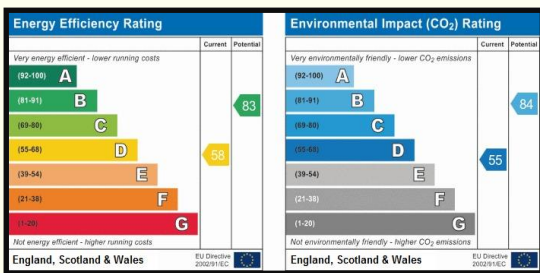 Energy Efficiency Rating
Current Potential
Very energy efficient - lower running costs
(92-100) A
(81-91) B
83
(69-80) C
(55-68) D
58
(39-54) E
(21-38) F
(1-20) G
Not energy efficient - higher running costs
England, Scotland & Wales
EU Directive
2002/91/EC
Environmental Impact (CO₂) Rating
Current Potential
Very environmentally friendly - lower CO₂ emissions
(92-100) A
(81-91) B
84
(69-80) C
(55-68) D
55
(39-54) E
(21-38) F
(1-20) G
Not environmentally friendly - higher CO₂ emissions
England, Scotland & Wales
EU Directive
2002/91/EC